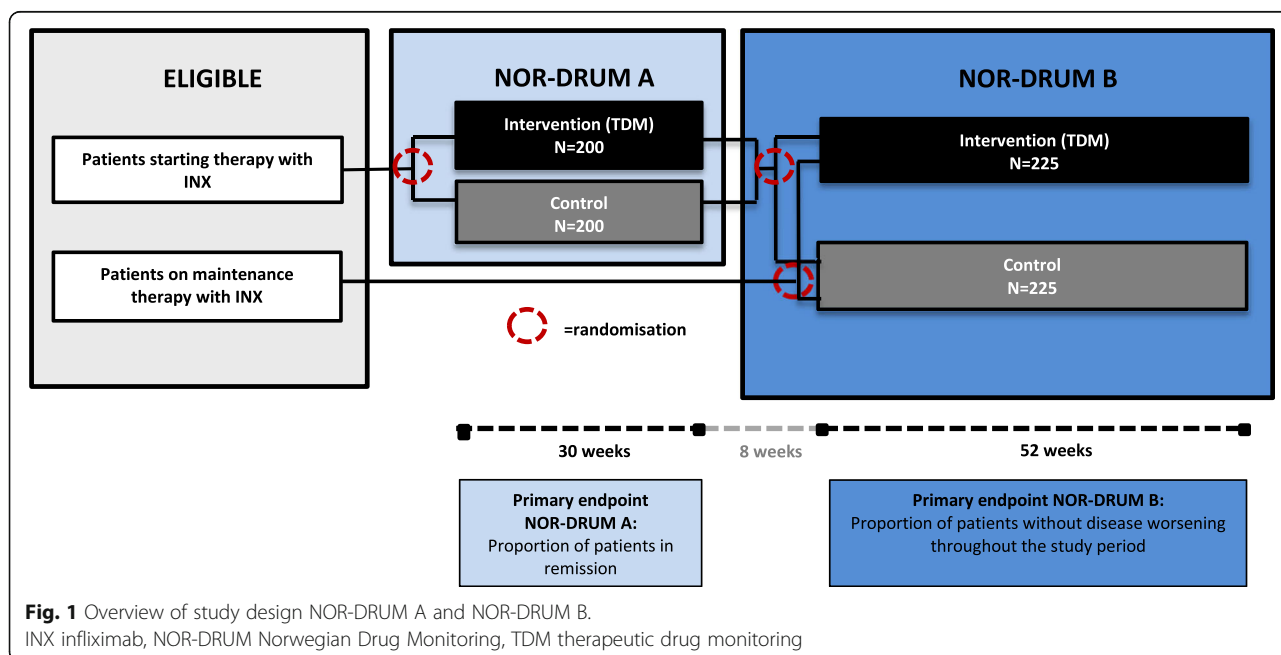 ELIGIBLE
Patients starting therapy with
INX
Patients on maintenance
therapy with INX
NOR-DRUM A
Intervention (TDM)
N=200
Control
N=200
NOR-DRUM B
Intervention (TDM)
N=225
Control
N=225
=randomisation
30 weeks
8 weeks
52 weeks
Primary endpoint
NOR-DRUM A:
Proportion of patients in
remission
Primary endpoint NOR-DRUM B:
Proportion of patients without disease worsening
throughout the study period
Fig. 1 Overview of study design NOR-DRUM A and NOR-DRUM B.
INX infliximab, NOR-DRUM Norwegian Drug Monitoring, TDM therapeutic drug monitoring